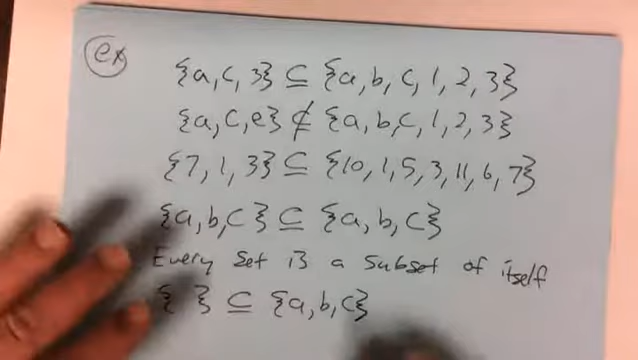 ex
{a, c, 3} ⊆ {a, b, c, 1, 2, 3}
{a, c, e} ⊄ {a, b, c, 1, 2, 3}
{7, 1, 3} ⊆ {10, 1, 5, 3, 11, 6, 7}
{a, b, c} ⊆ {a, b, c}
Every set is a subset of itself
{ } ⊆ {a, b, c}